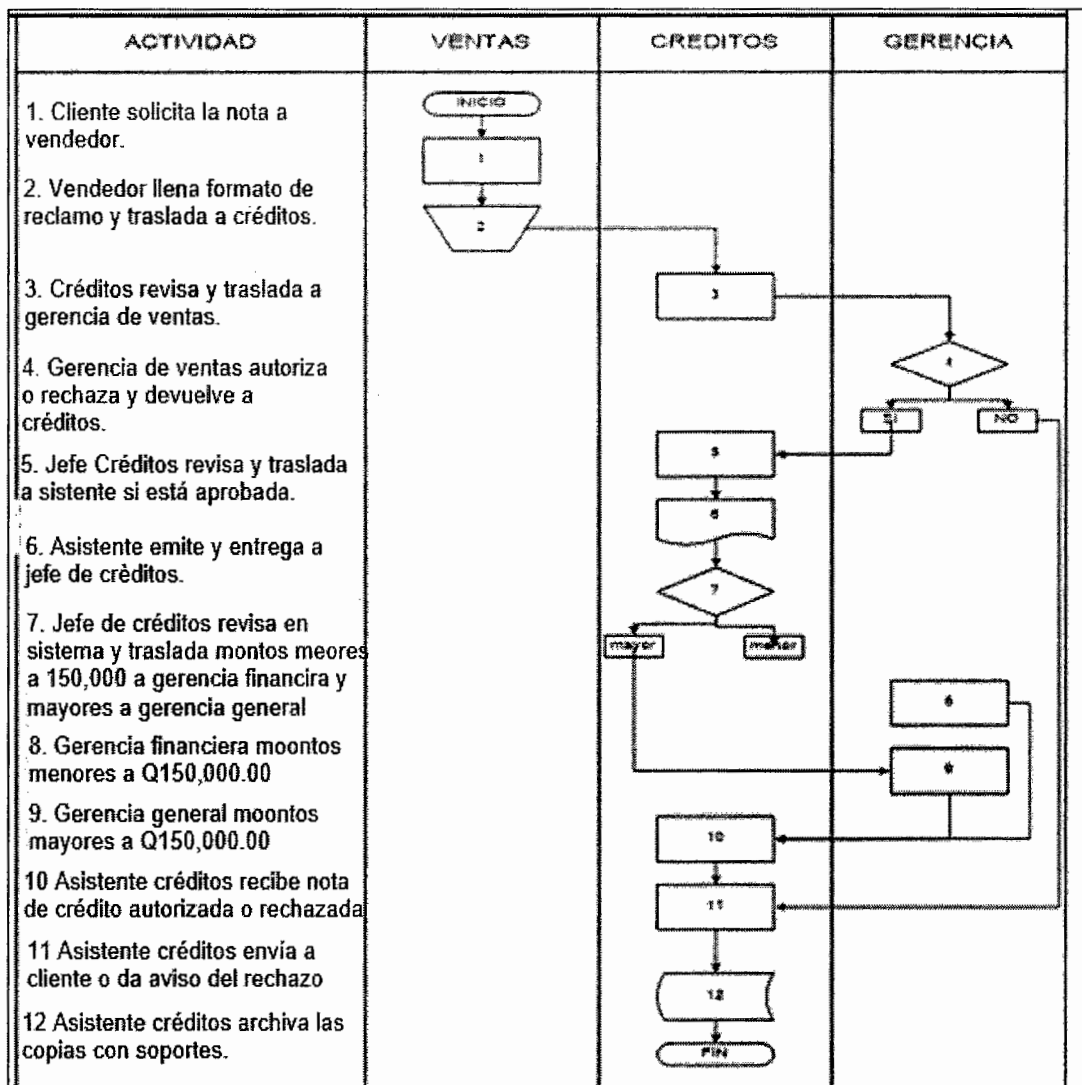 ACTIVIDAD
VENTAS
CREDITOS
GERENCIA
1. Cliente solicita la nota a
vendedor.
2. Vendedor llena formato de
reclamo y traslada a créditos.
3. Créditos revisa y traslada a
gerencia de ventas.
4. Gerencia de ventas autoriza
o rechaza y devuelve a
créditos.
5. Jefe Créditos revisa y traslada
a sistente si está aprobada.
6. Asistente emite y entrega a
jefe de crèditos.
7. Jefe de créditos revisa en
sistema y traslada montos meores
a 150,000 a gerencia financira y
mayores a gerencia general
8. Gerencia financiera moontos
menores a Q150,000.00
9. Gerencia general moontos
mayores a Q150,000.00
10 Asistente créditos recibe nota
de crédito autorizada o rechazada
11 Asistente créditos envía a
cliente o da aviso del rechazo
12 Asistente créditos archiva las
copias con soportes.
INICIO
1
2
3
4
SI
NO
5
6
7
mayor
menor
10
11
12
FIN